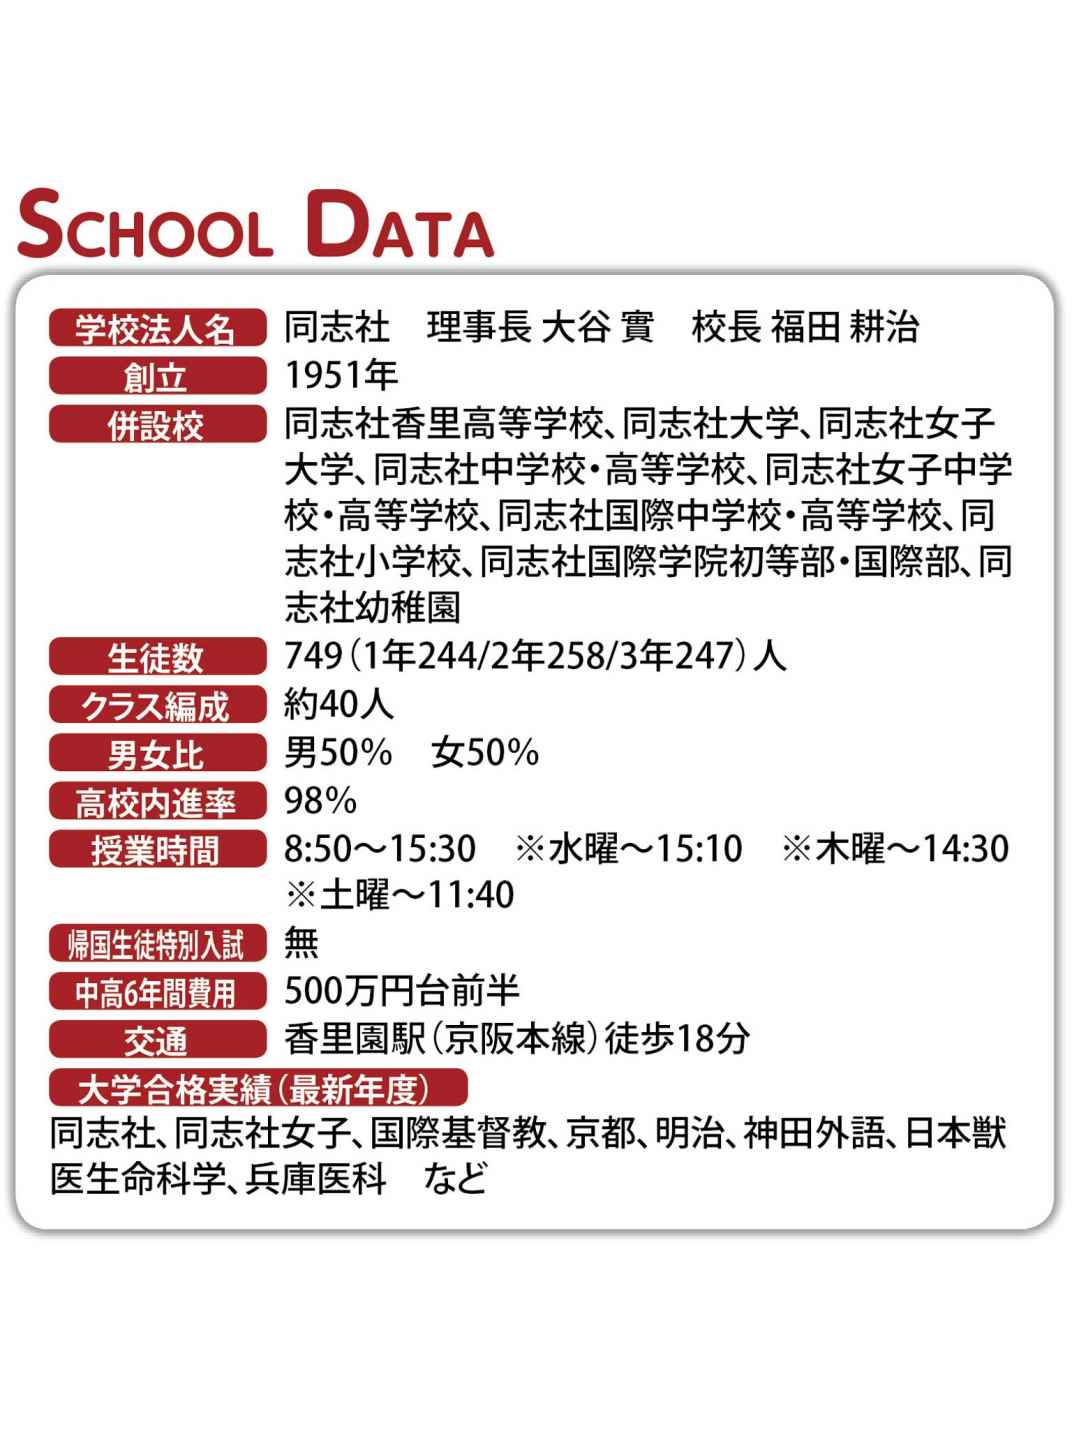 SCHOOL DATA
学校法人名 同志社　理事長 大谷 實　校長 福田 耕治
創立 1951年
併設校 同志社香里高等学校、同志社大学、同志社女子
大学、同志社中学校・高等学校、同志社女子中学
校・高等学校、同志社国際中学校・高等学校、同
志社小学校、同志社国際学院初等部・国際部、同
志社幼稚園
生徒数 749（1年244/2年258/3年247）人
クラス編成 約40人
男女比 男50％　女50％
高校内進率 98％
授業時間 8:50〜15:30　※水曜〜15:10　※木曜〜14:30
※土曜〜11:40
帰国生徒特別入試 無
中高6年間費用 500万円台前半
交通 香里園駅（京阪本線）徒歩18分
大学合格実績（最新年度）
同志社、同志社女子、国際基督教、京都、明治、神田外語、日本獣
医生命科学、兵庫医科　など